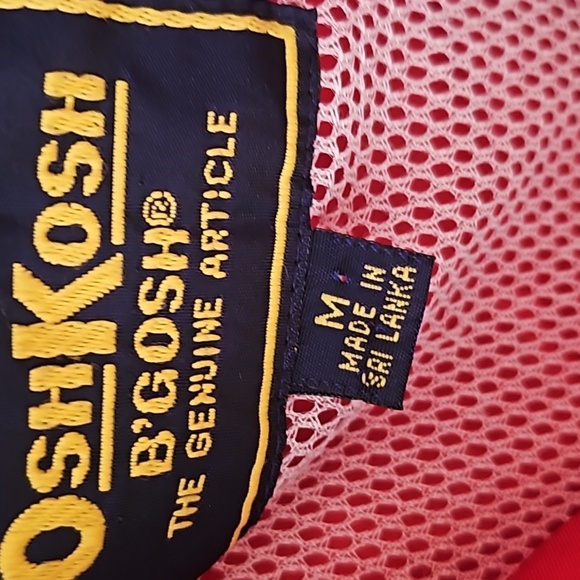 OSHKOSH
B'GOSH®
THE GENUINE ARTICLE
M
MADE IN
SRI LANKA